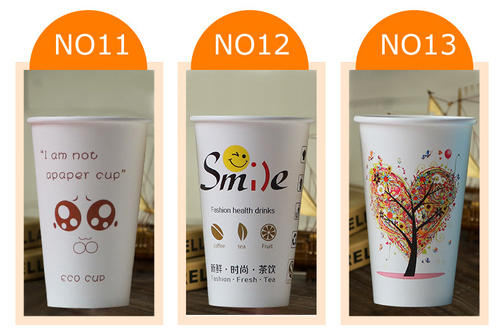 NO11
NO12
NO13
"I am not
apaper cup"
ECO CUP
Smile
Fashion health drinks
coffee tea Fruit
新鲜·时尚·茶饮
Fashion·Fresh·Tea